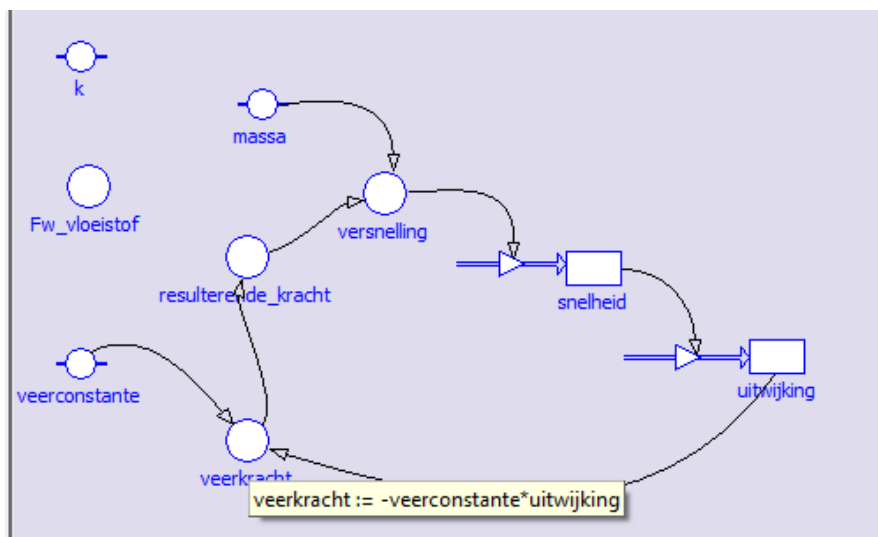 k
massa
Fw_vloeistof
versnelling
resulterende_kracht
snelheid
veerconstante
uitwijking
veerkracht
veerkracht := -veerconstante*uitwijking